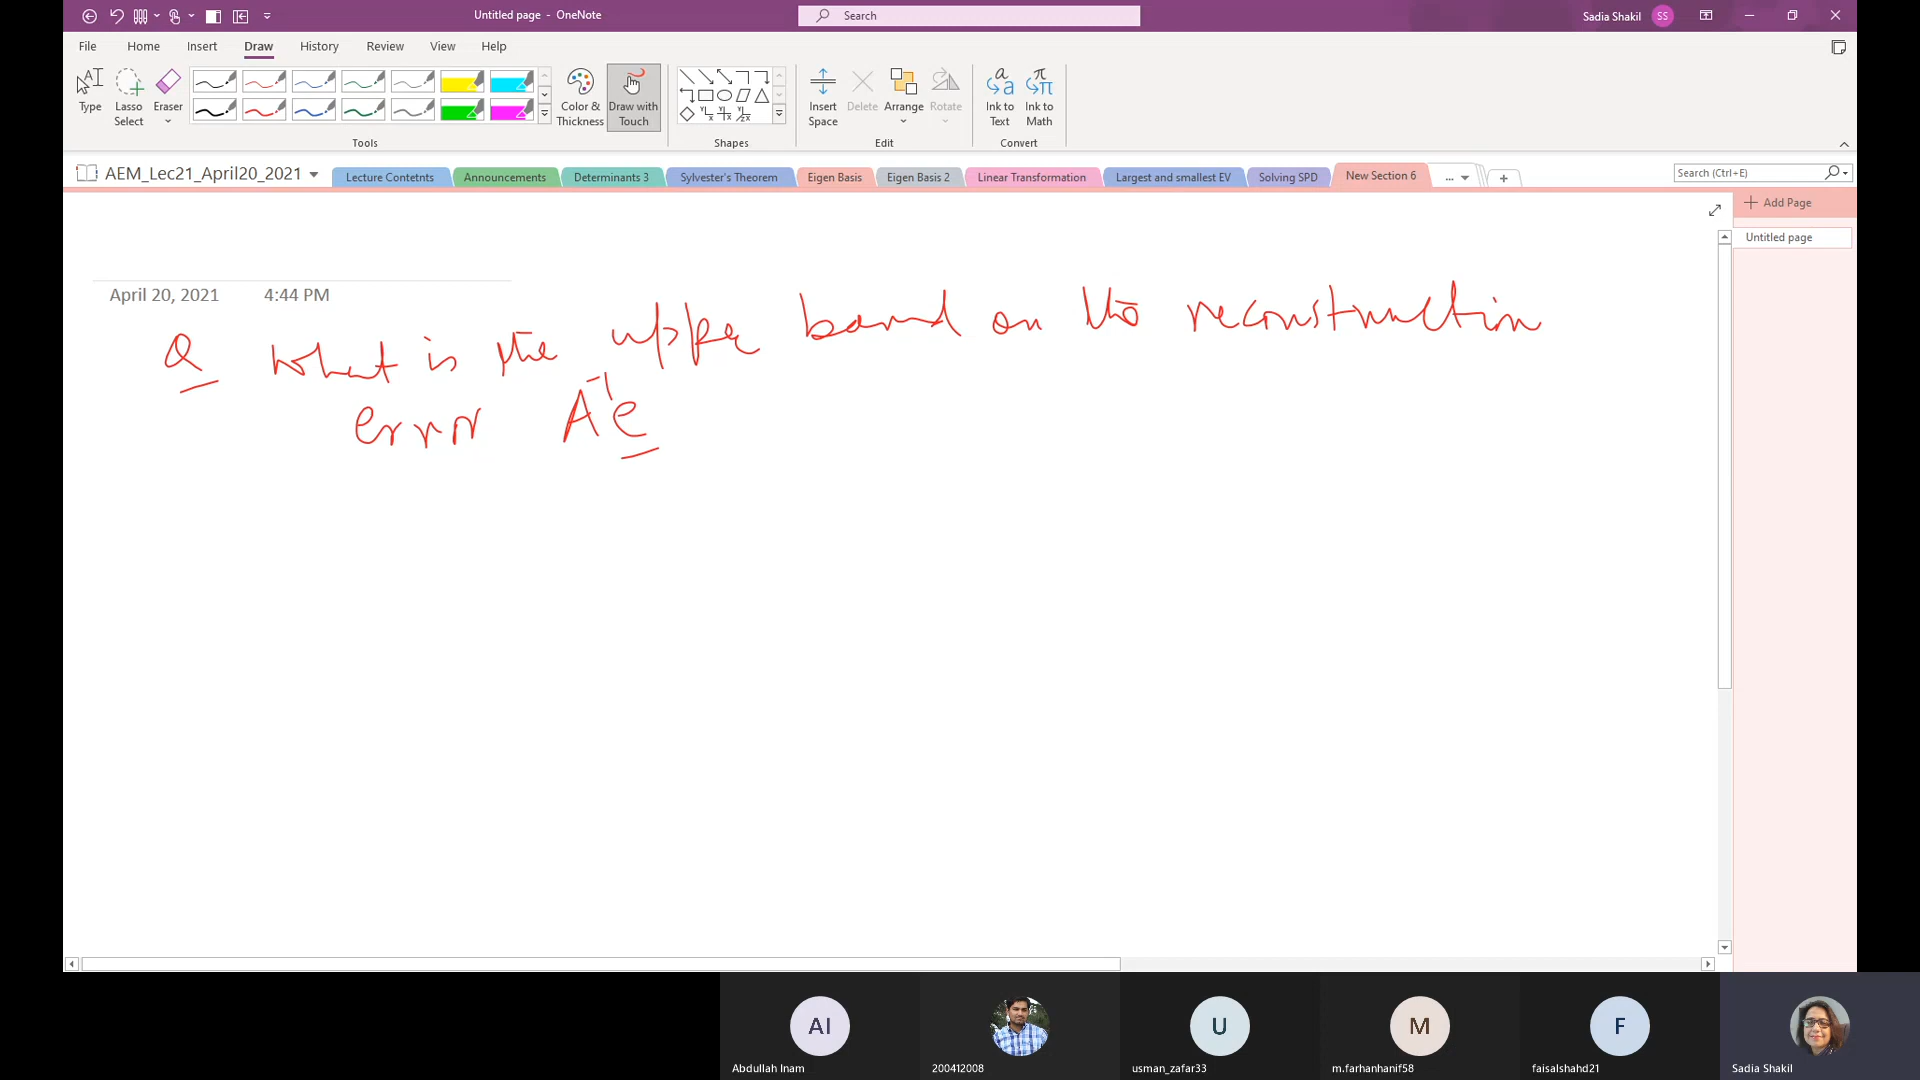 Untitled page - OneNote
Search
Sadia Shakil SS
File Home Insert Draw History Review View Help
Type
Lasso Select
Eraser
Color & Thickness
Draw with Touch
Insert Space
Delete
Arrange
Rotate
Ink to Text
Ink to Math
Tools
Shapes
Edit
Convert
AEM_Lec21_April20_2021
Lecture Contetnts
Announcements
Determinants 3
Sylvester's Theorem
Eigen Basis
Eigen Basis 2
Linear Transformation
Largest and smallest EV
Solving SPD
New Section 6
...
Search (Ctrl+E)
Add Page
Untitled page
April 20, 2021 4:44 PM
Q What is the upper bound on the reconstruction
error A⁻¹e
AI
U
M
F
Abdullah Inam
200412008
usman_zafar33
m.farhanhanif58
faisalshahd21
Sadia Shakil